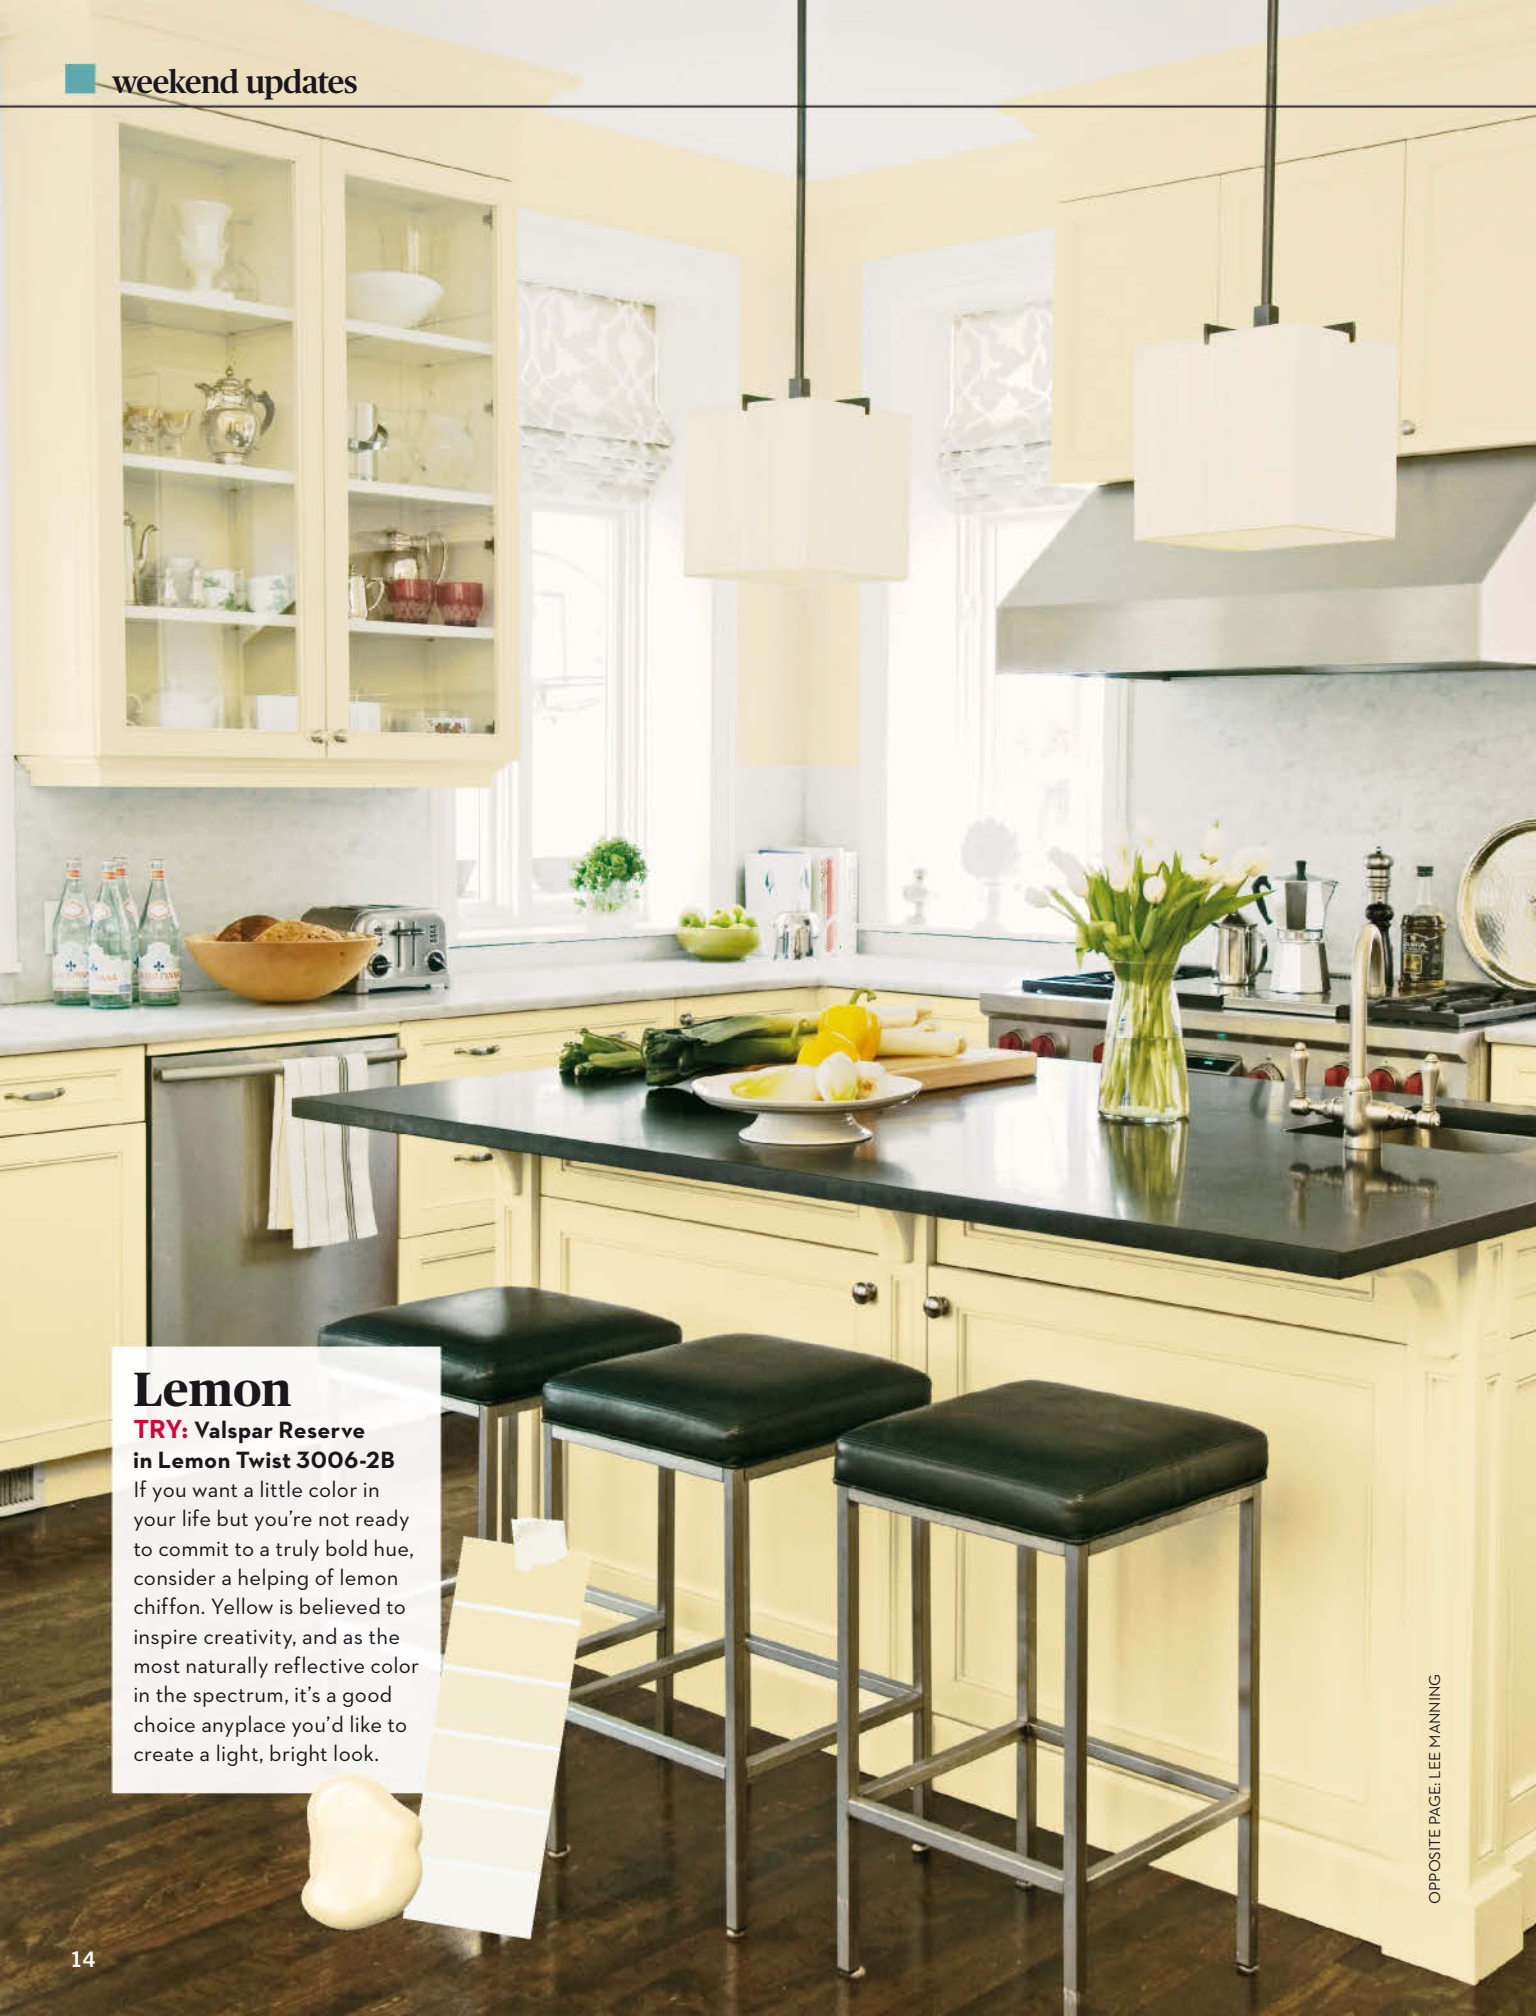 weekend updates
Lemon
TRY: Valspar Reserve
in Lemon Twist 3006-2B
If you want a little color in
your life but you're not ready
to commit to a truly bold hue,
consider a helping of lemon
chiffon. Yellow is believed to
inspire creativity, and as the
most naturally reflective color
in the spectrum, it's a good
choice anyplace you'd like to
create a light, bright look.
OPPOSITE PAGE: LEE MANNING
14